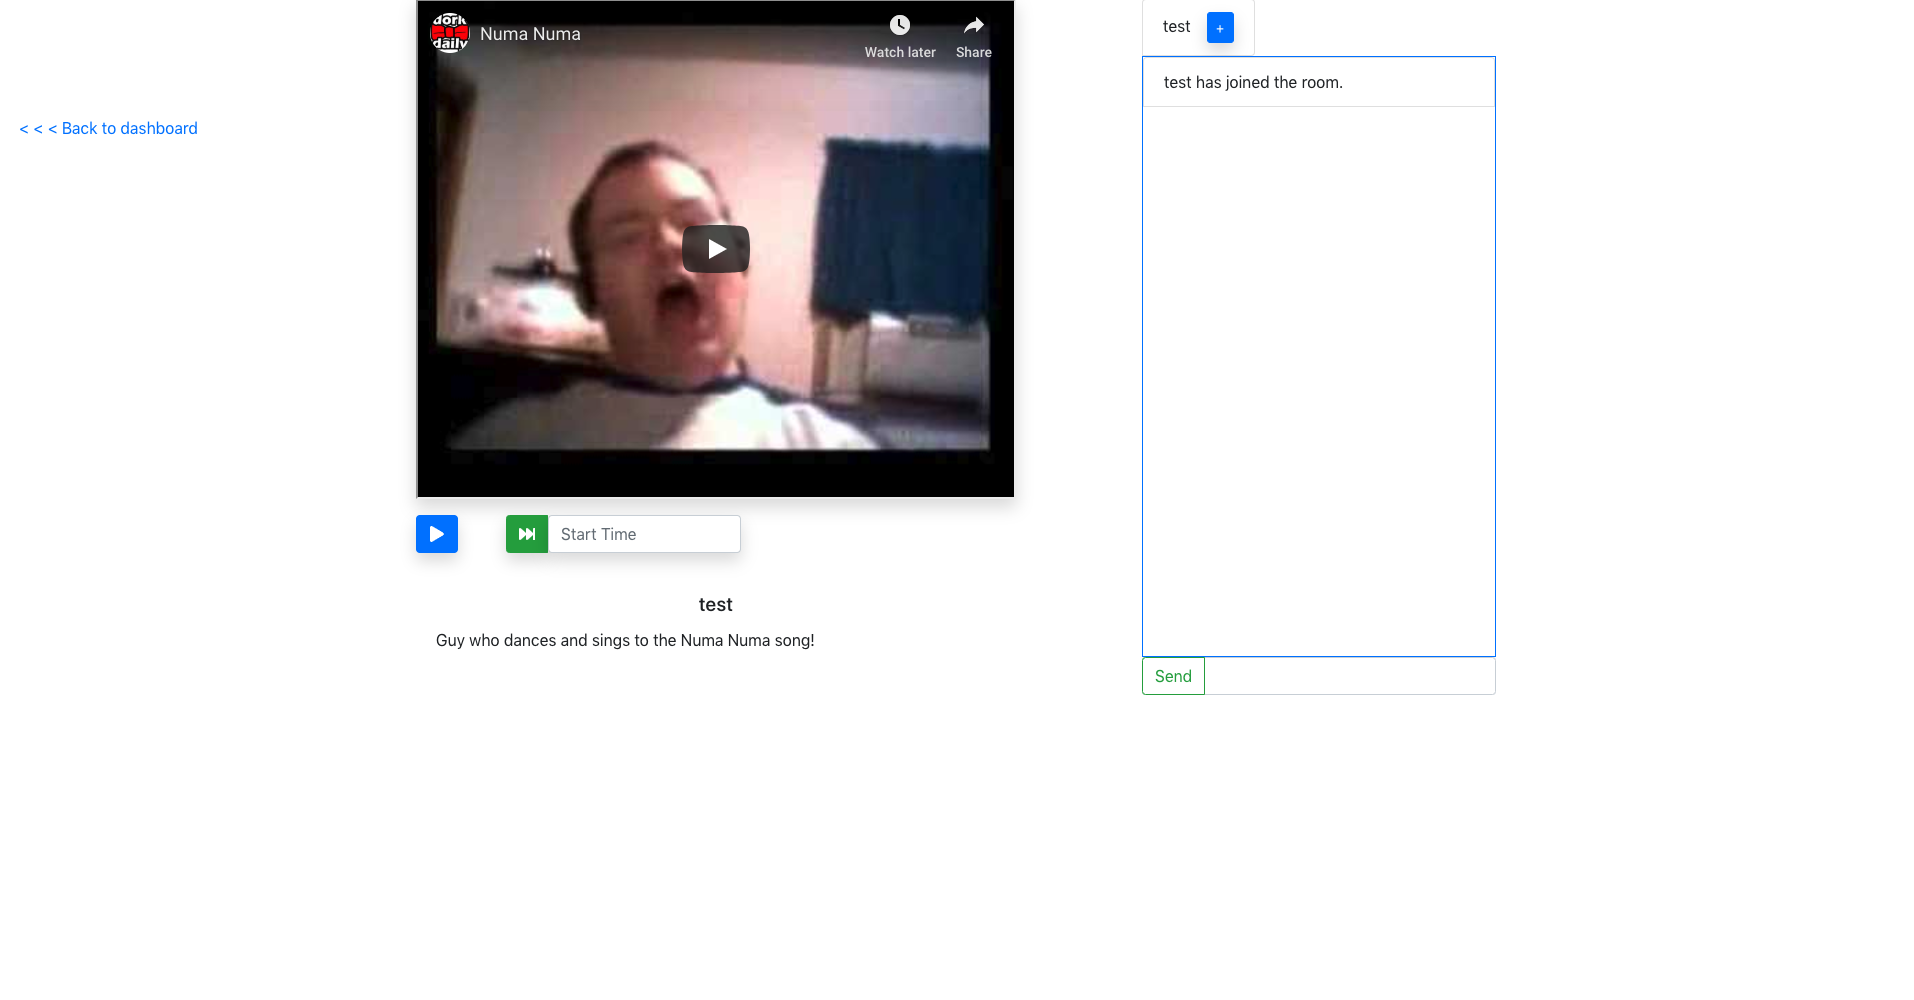 dork
daily
Numa Numa
Watch later
Share
test
+
test has joined the room.
< < < Back to dashboard
Start Time
test
Guy who dances and sings to the Numa Numa song!
Send